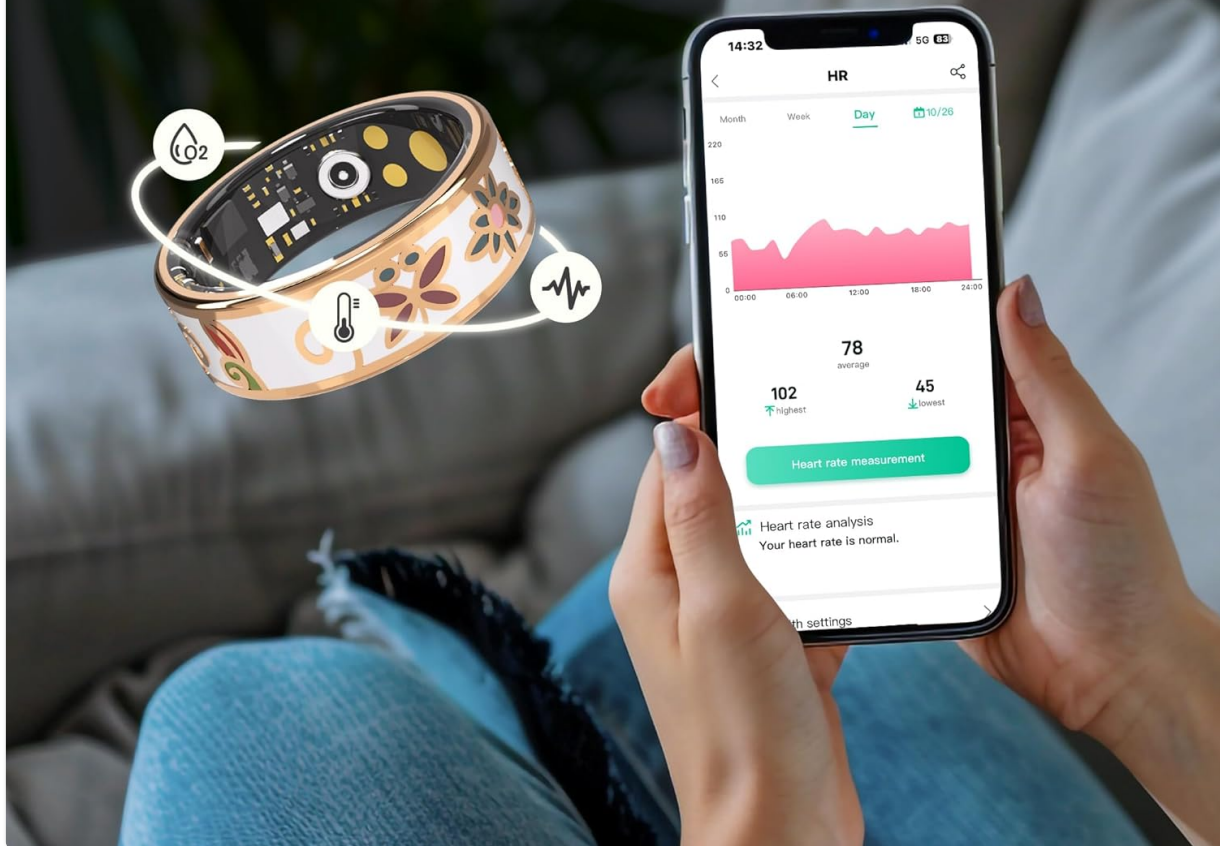 O2
14:32
5G 83
HR
Month Week Day 10/26
220
165
110
55
0
00:00 06:00 12:00 18:00 24:00
78
average
102
highest
45
lowest
Heart rate measurement
Heart rate analysis
Your heart rate is normal.
th settings